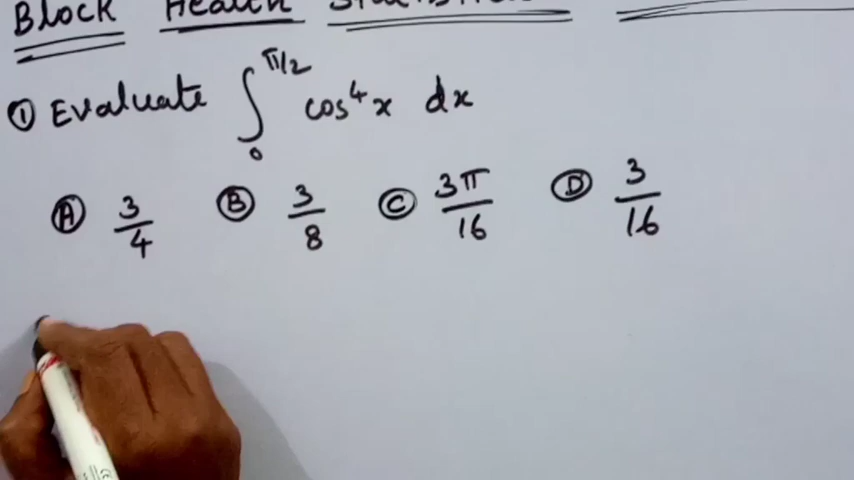 Block Health
① Evaluate ∫₀^π/2 cos⁴x dx
Ⓐ 3/4 Ⓑ 3/8 Ⓒ 3π/16 Ⓓ 3/16